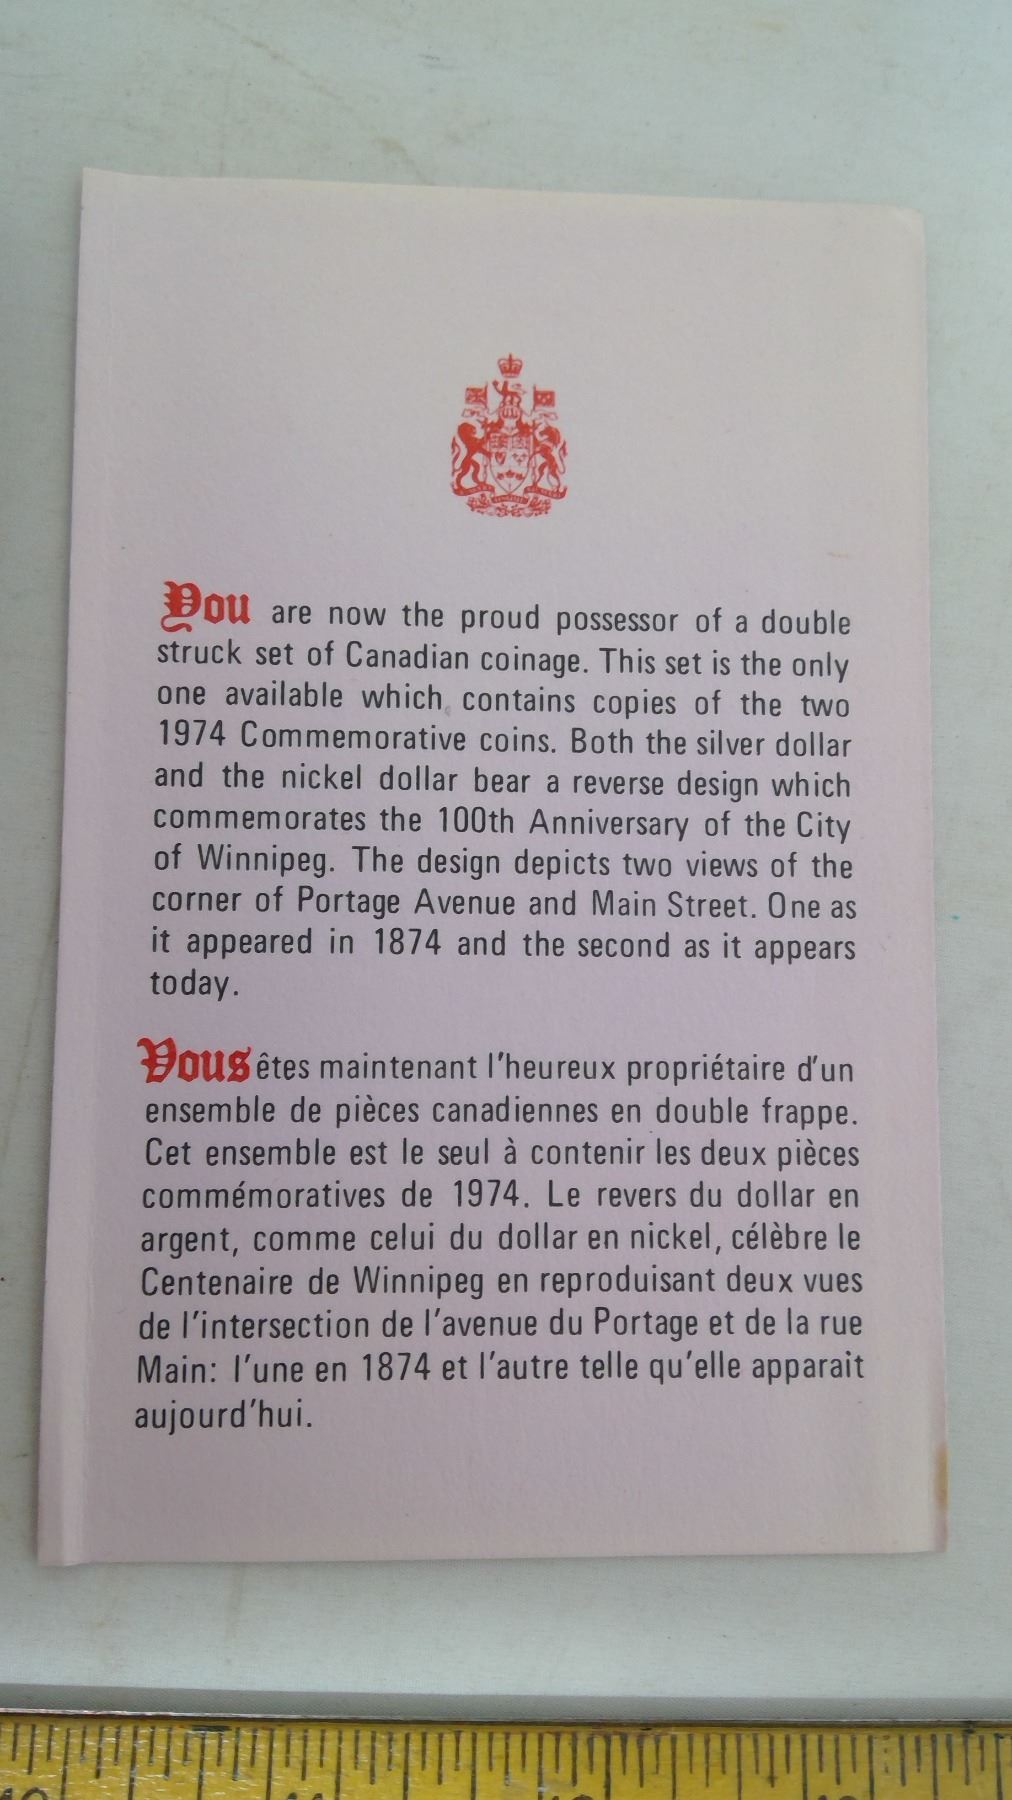 You are now the proud possessor of a double
struck set of Canadian coinage. This set is the only
one available which contains copies of the two
1974 Commemorative coins. Both the silver dollar
and the nickel dollar bear a reverse design which
commemorates the 100th Anniversary of the City
of Winnipeg. The design depicts two views of the
corner of Portage Avenue and Main Street. One as
it appeared in 1874 and the second as it appears
today.
Vous êtes maintenant l'heureux propriétaire d'un
ensemble de pièces canadiennes en double frappe.
Cet ensemble est le seul à contenir les deux pièces
commémoratives de 1974. Le revers du dollar en
argent, comme celui du dollar en nickel, célèbre le
Centenaire de Winnipeg en reproduisant deux vues
de l'intersection de l'avenue du Portage et de la rue
Main: l'une en 1874 et l'autre telle qu'elle apparait
aujourd'hui.